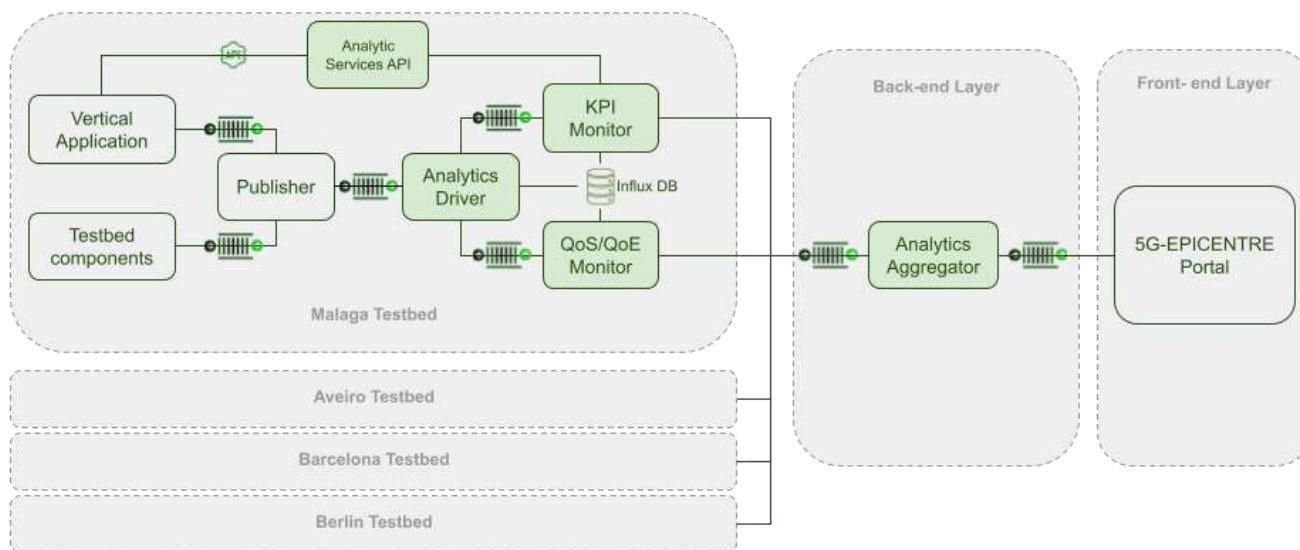 Analytic
Services API
API
Vertical
Application
KPI
Monitor
Publisher
Analytics
Driver
Influx DB
Testbed
components
QoS/QoE
Monitor
Malaga Testbed
Aveiro Testbed
Barcelona Testbed
Berlin Testbed
Back-end Layer
Analytics
Aggregator
Front- end Layer
5G-EPICENTRE
Portal